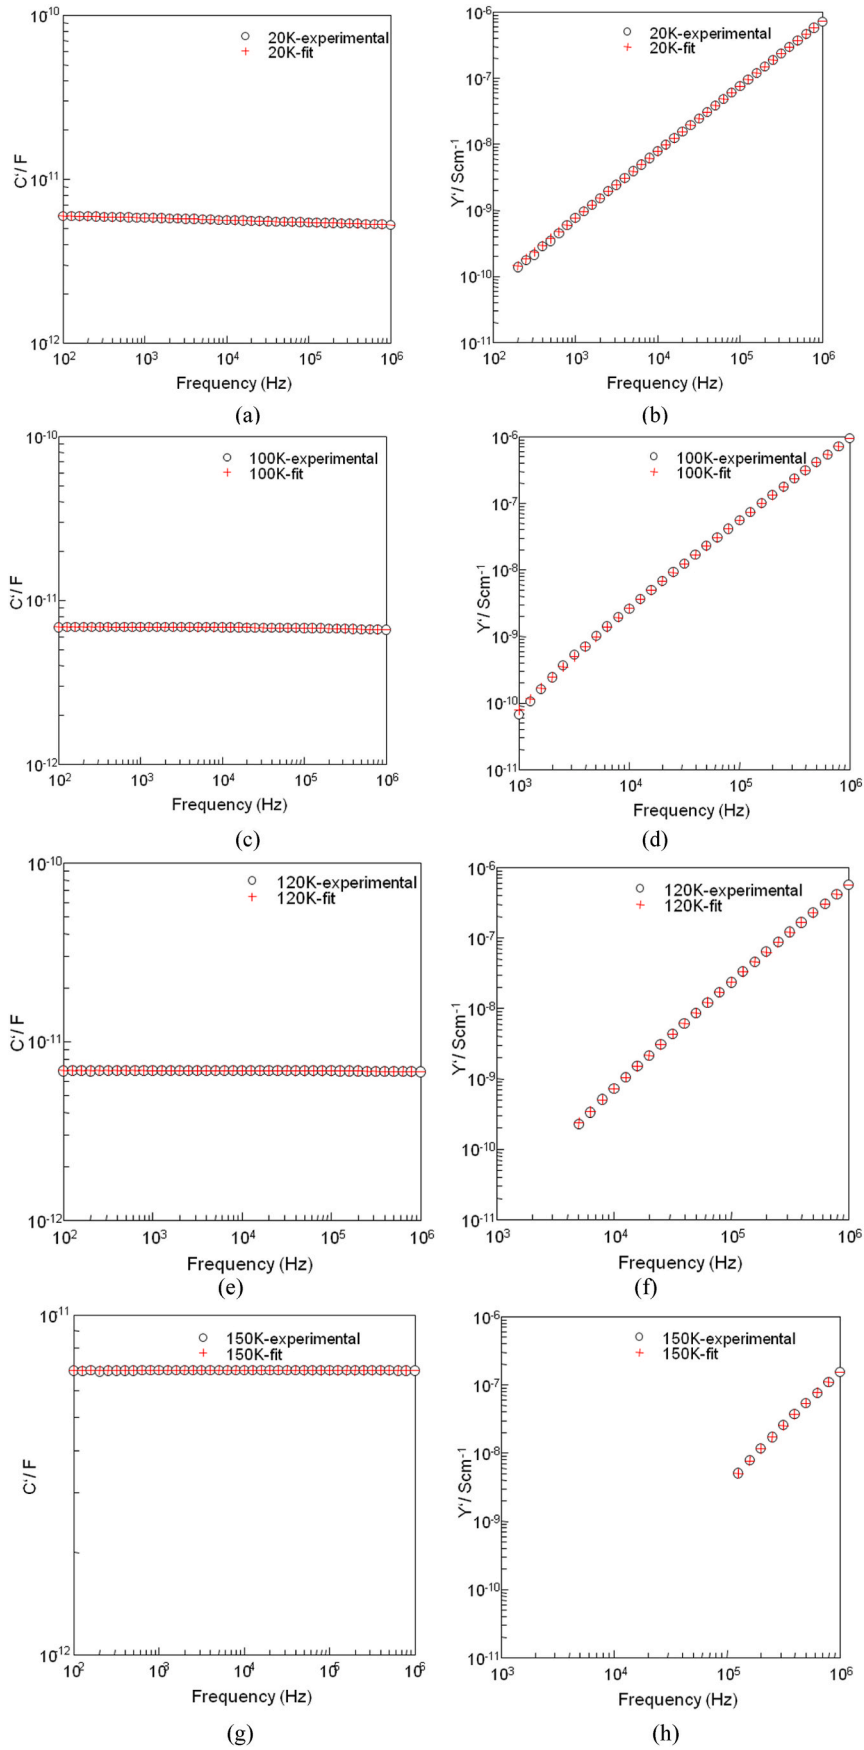 10-10
20K-experimental
20K-fit
10-11
10-12
C'/ F
102 103 104 105 106
Frequency (Hz)
(a)
10-6
20K-experimental
20K-fit
10-7
10-8
10-9
10-10
10-11
Y'/ Scm-1
102 103 104 105 106
Frequency (Hz)
(b)
10-10
100K-experimental
100K-fit
10-11
10-12
C'/ F
102 103 104 105 106
Frequency (Hz)
(c)
10-6
100K-experimental
100K-fit
10-7
10-8
10-9
10-10
10-11
Y'/ Scm-1
103 104 105 106
Frequency (Hz)
(d)
10-10
120K-experimental
120K-fit
10-11
10-12
C'/ F
102 103 104 105 106
Frequency (Hz)
(e)
10-6
120K-experimental
120K-fit
10-7
10-8
10-9
10-10
10-11
Y'/ Scm-1
103 104 105 106
Frequency (Hz)
(f)
10-11
150K-experimental
150K-fit
10-12
C'/ F
102 103 104 105 106
Frequency (Hz)
(g)
10-6
150K-experimental
150K-fit
10-7
10-8
10-9
10-10
10-11
Y'/ Scm-1
103 104 105 106
Frequency (Hz)
(h)